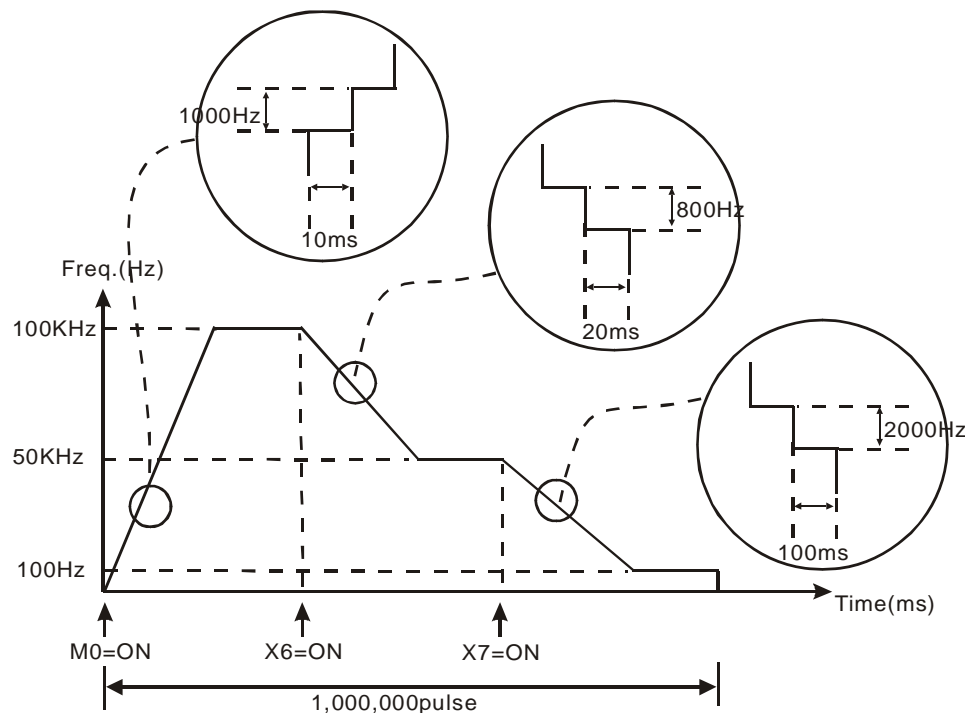 1000Hz
10ms
800Hz
20ms
2000Hz
100ms
Freq.(Hz)
100KHz
50KHz
100Hz
Time(ms)
M0=ON
X6=ON
X7=ON
1,000,000pulse